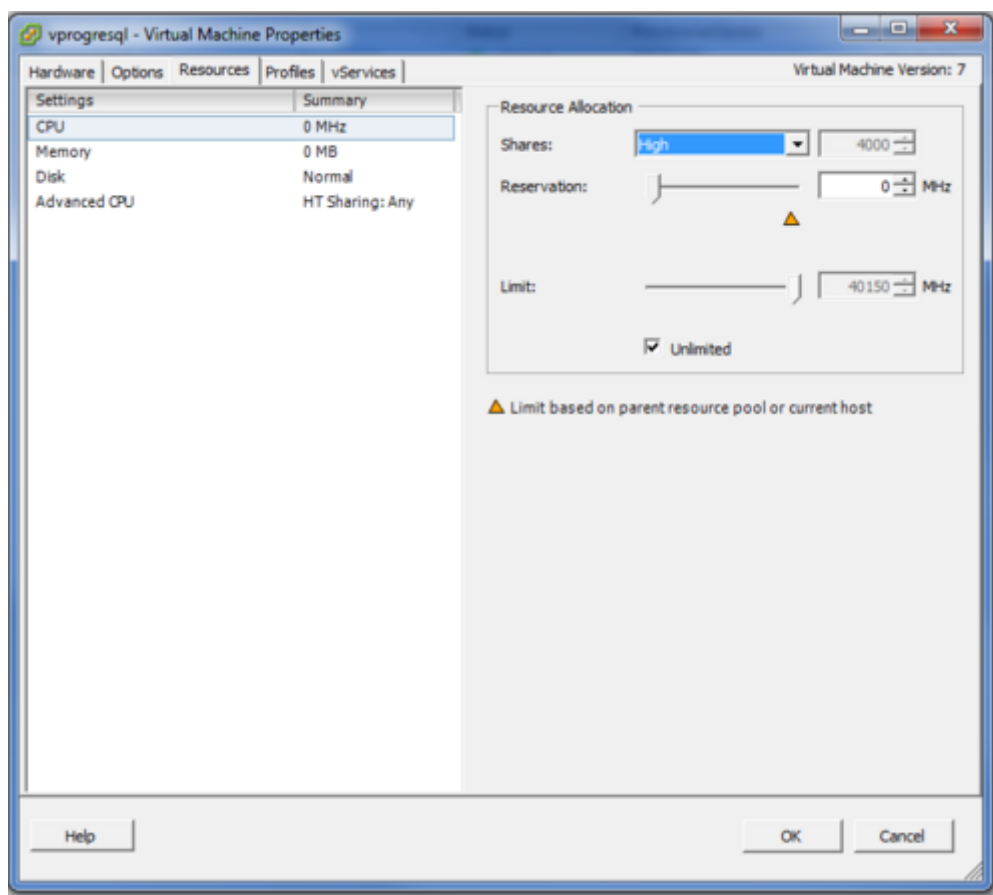 vprogresql - Virtual Machine Properties
Hardware Options Resources Profiles vServices Virtual Machine Version: 7
Settings Summary
CPU 0 MHz
Memory 0 MB
Disk Normal
Advanced CPU HT Sharing: Any
Resource Allocation
Shares: High 4000
Reservation: 0 MHz
Limit: 40150 MHz
Unlimited
Limit based on parent resource pool or current host
Help OK Cancel